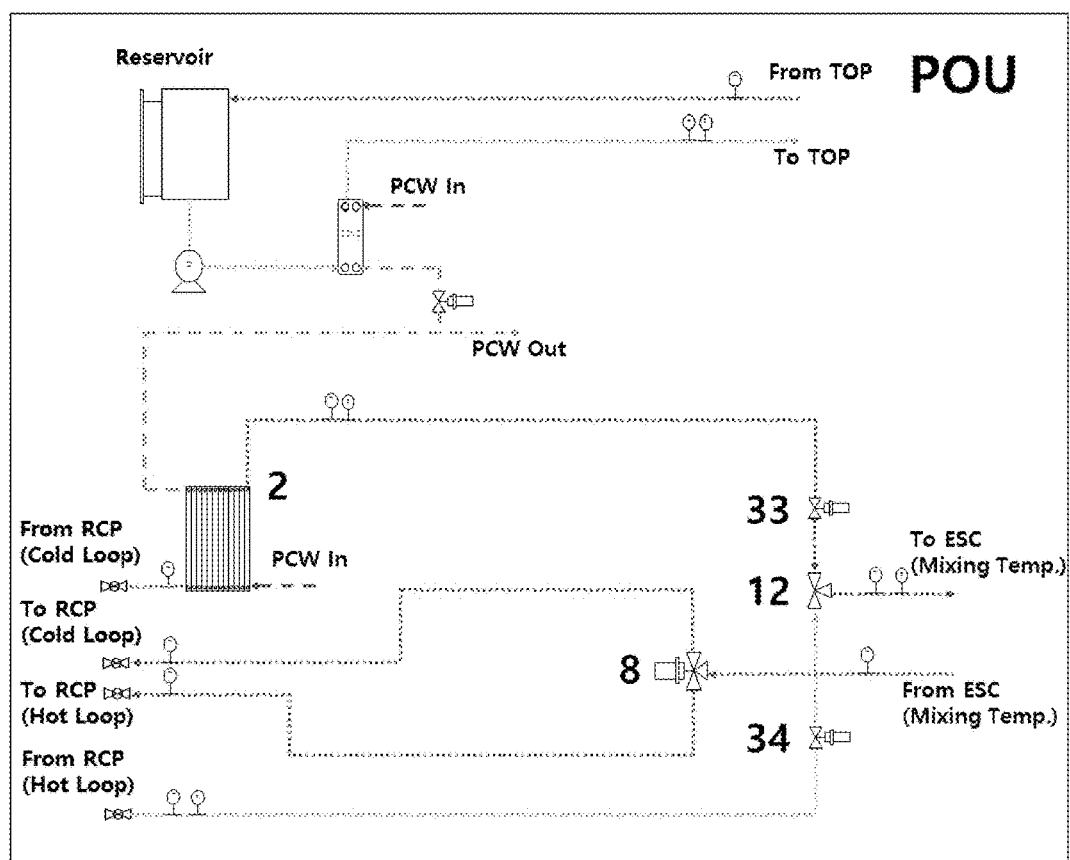 Reservoir
From TOP
POU
To TOP
PCW In
PCW Out
2
From RCP
(Cold Loop)
PCW In
33
To ESC
(Mixing Temp.)
12
To RCP
(Cold Loop)
8
To RCP
(Hot Loop)
From ESC
(Mixing Temp.)
34
From RCP
(Hot Loop)